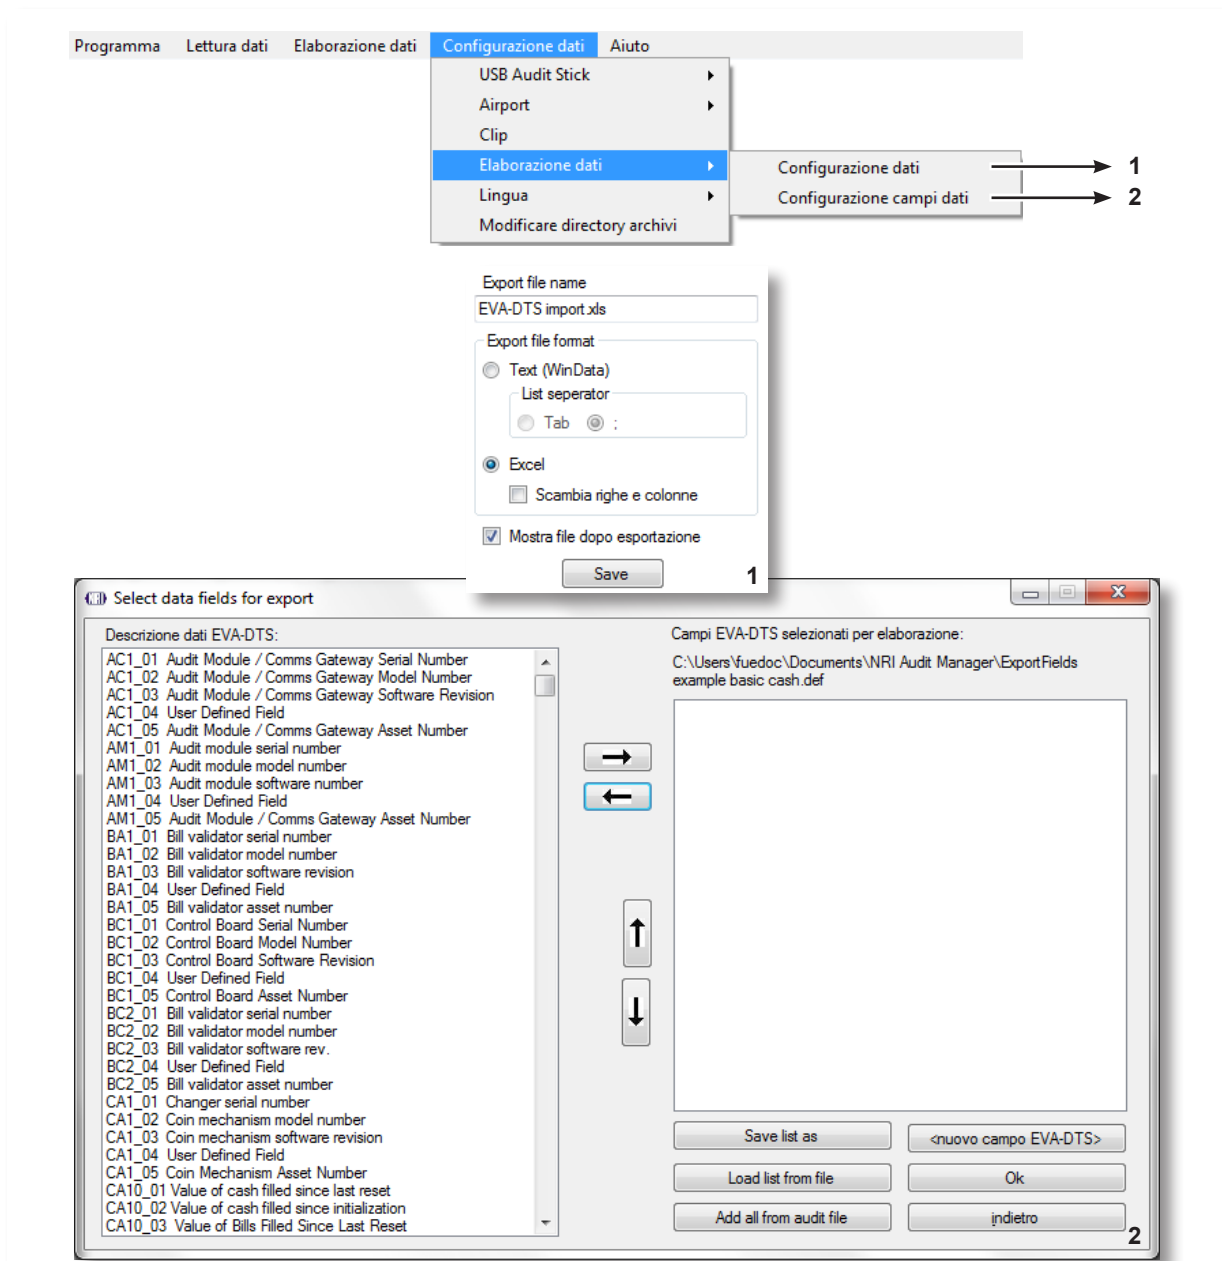 Programma Lettura dati Elaborazione dati Configurazione dati Aiuto
USB Audit Stick
Airport
Clip
Elaborazione dati
Configurazione dati 1
Lingua
Configurazione campi dati 2
Modificare directory archivi
Export file name
EVA-DTS import.xls
Export file format
Text (WinData)
List seperator
Tab ;
Excel
Scambia righe e colonne
Mostra file dopo esportazione
Save 1
Select data fields for export
Descrizione dati EVA-DTS:
AC1_01 Audit Module / Comms Gateway Serial Number
AC1_02 Audit Module / Comms Gateway Model Number
AC1_03 Audit Module / Comms Gateway Software Revision
AC1_04 User Defined Field
AC1_05 Audit Module / Comms Gateway Asset Number
AM1_01 Audit module serial number
AM1_02 Audit module model number
AM1_03 Audit module software number
AM1_04 User Defined Field
AM1_05 Audit Module / Comms Gateway Asset Number
BA1_01 Bill validator serial number
BA1_02 Bill validator model number
BA1_03 Bill validator software revision
BA1_04 User Defined Field
BA1_05 Bill validator asset number
BC1_01 Control Board Serial Number
BC1_02 Control Board Model Number
BC1_03 Control Board Software Revision
BC1_04 User Defined Field
BC1_05 Control Board Asset Number
BC2_01 Bill validator serial number
BC2_02 Bill validator model number
BC2_03 Bill validator software rev.
BC2_04 User Defined Field
BC2_05 Bill validator asset number
CA1_01 Changer serial number
CA1_02 Coin mechanism model number
CA1_03 Coin mechanism software revision
CA1_04 User Defined Field
CA1_05 Coin Mechanism Asset Number
CA10_01 Value of cash filled since last reset
CA10_02 Value of cash filled since initialization
CA10_03 Value of Bills Filled Since Last Reset
Campi EVA-DTS selezionati per elaborazione:
C:\Users\fuedoc\Documents\NRI Audit Manager\ExportFields
example basic cash.def
Save list as <nuovo campo EVA-DTS>
Load list from file Ok
Add all from audit file indietro
2